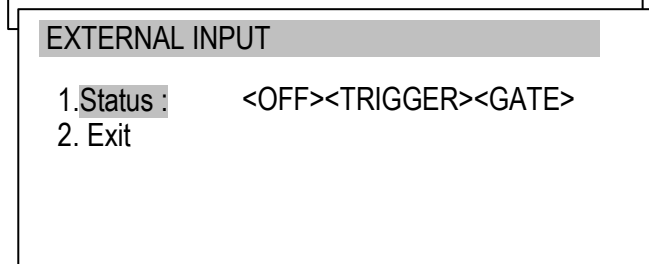 EXTERNAL INPUT
1.Status : <OFF><TRIGGER><GATE>
2. Exit